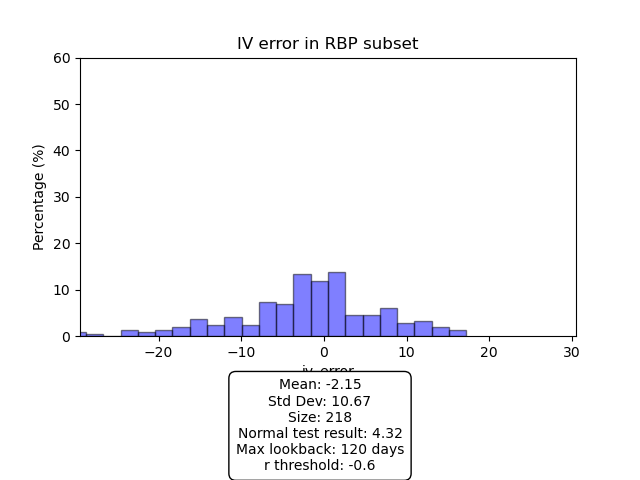 IV error in RBP subset
60
50
40
30
20
10
0
Percentage (%)
−20 −10 0 10 20 30
iv_error
Mean: -2.15
Std Dev: 10.67
Size: 218
Normal test result: 4.32
Max lookback: 120 days
r threshold: -0.6